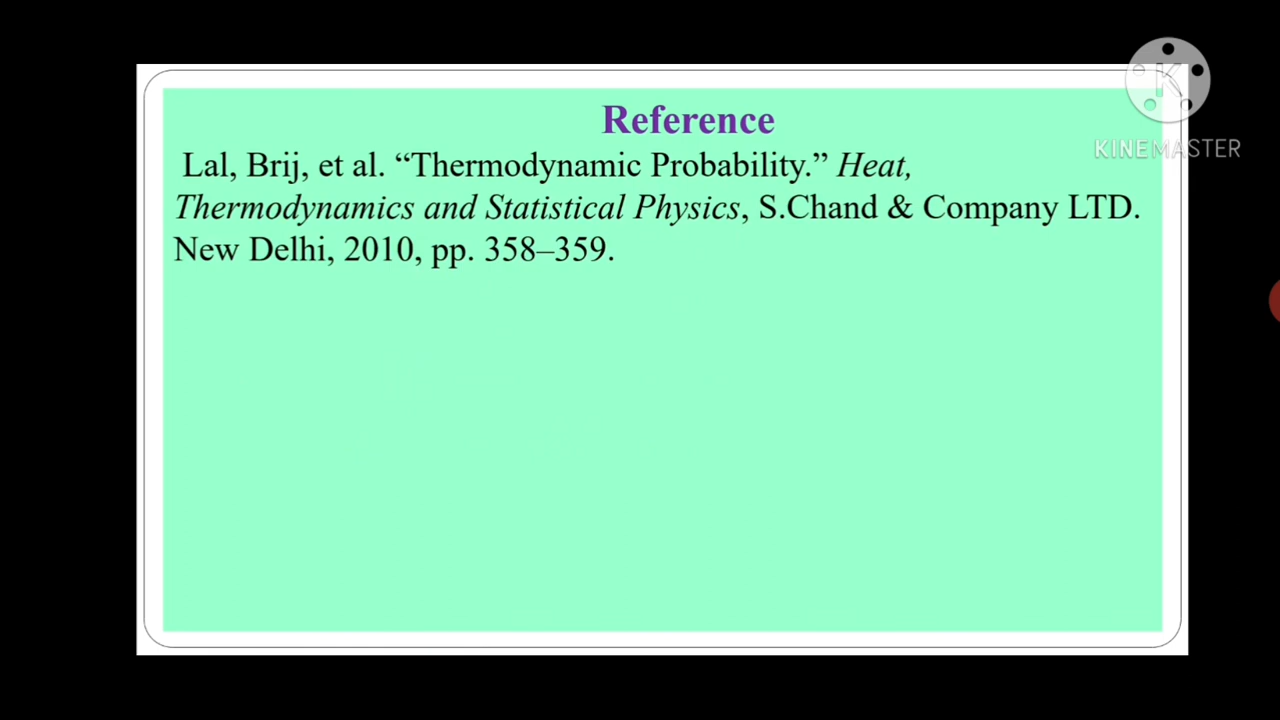 Reference
Lal, Brij, et al. “Thermodynamic Probability.” Heat,
Thermodynamics and Statistical Physics, S.Chand & Company LTD.
New Delhi, 2010, pp. 358–359.
K
KINEMASTER